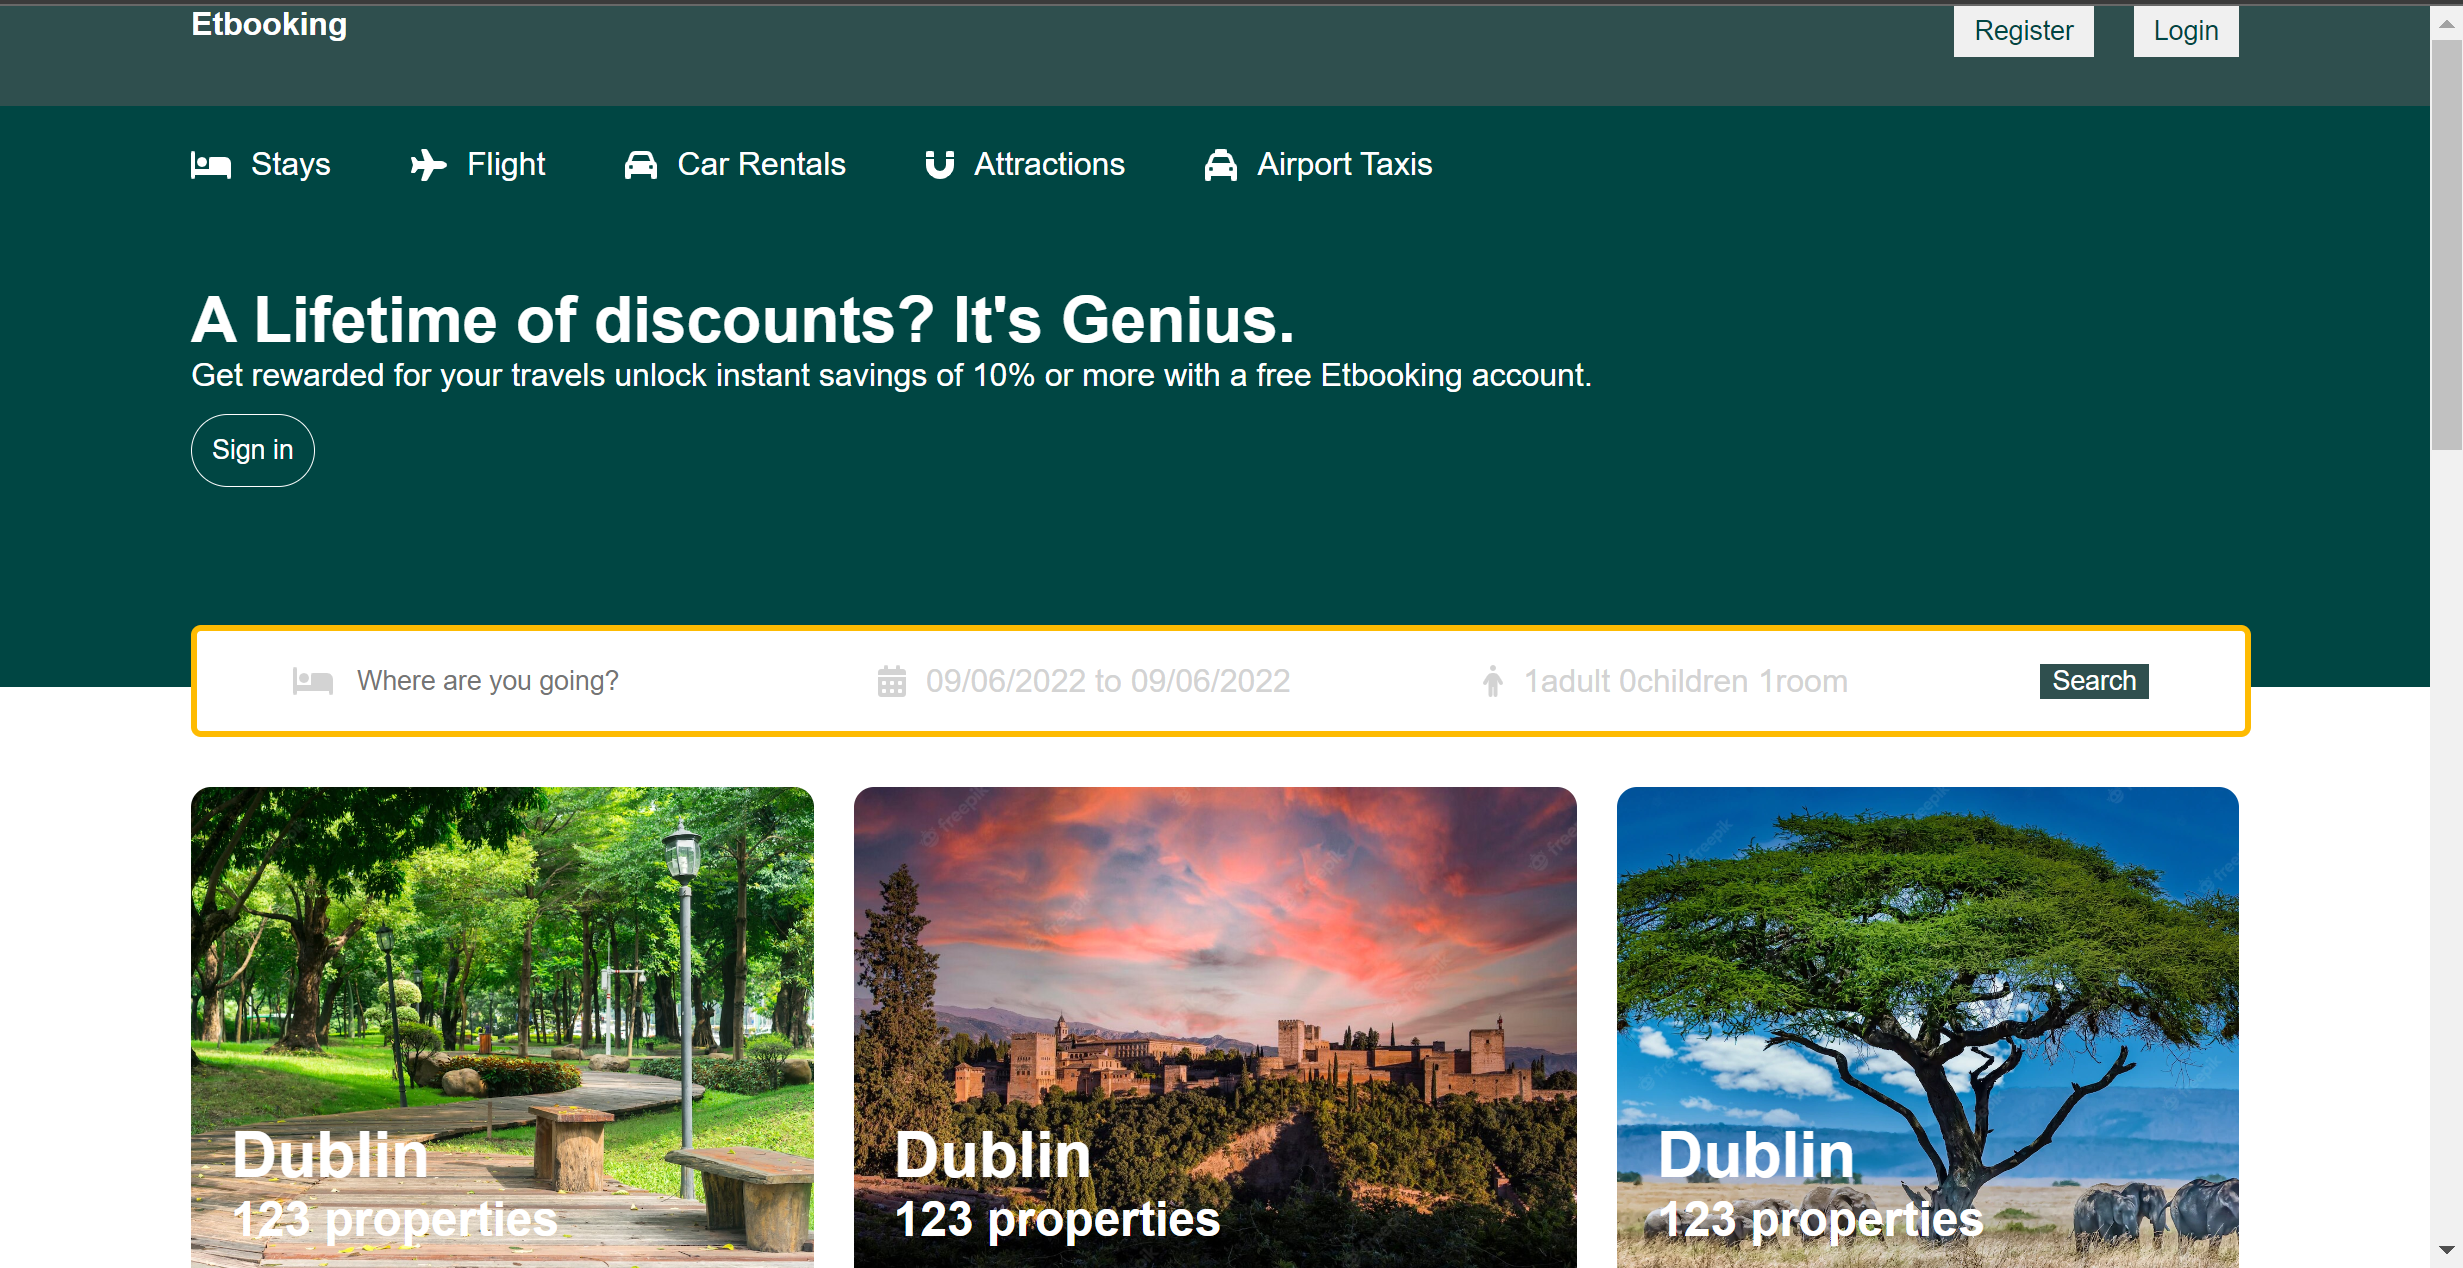 Etbooking
Register
Login
Stays
Flight
Car Rentals
Attractions
Airport Taxis
A Lifetime of discounts? It's Genius.
Get rewarded for your travels unlock instant savings of 10% or more with a free Etbooking account.
Sign in
Where are you going?
09/06/2022 to 09/06/2022
1adult 0children 1room
Search
freepik
freepik
freepik
Dublin
123 properties
Dublin
123 properties
Dublin
123 properties